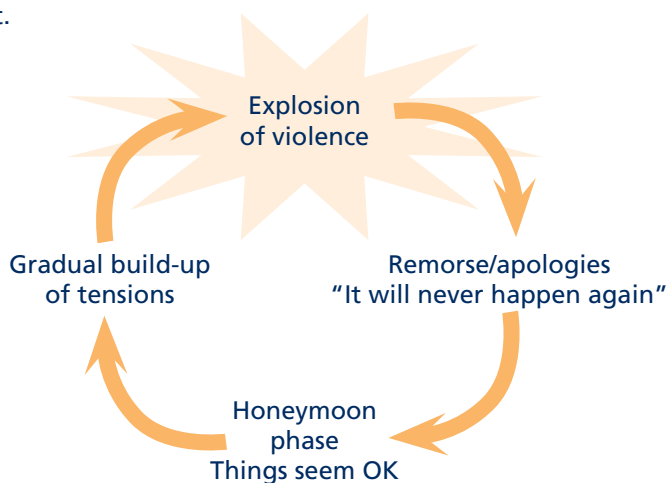 t.
Explosion
of violence
Gradual build-up
of tensions
Remorse/apologies
“It will never happen again”
Honeymoon
phase
Things seem OK